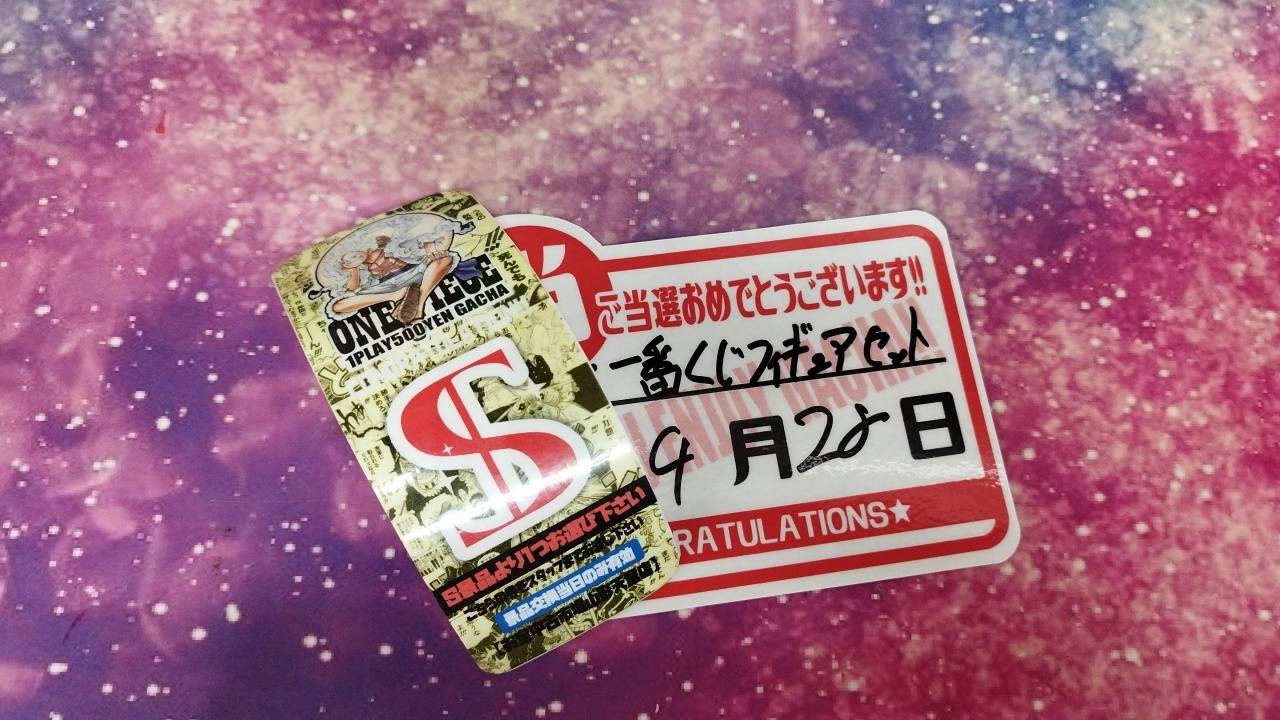 ONE PIECE
1PLAY500YEN GACHA
S
S景品より1つお選び下さい
景品交換当日のみ有効
ご当選おめでとうございます!!
一番くじフィギュアセット
9月28日
RATULATIONS★